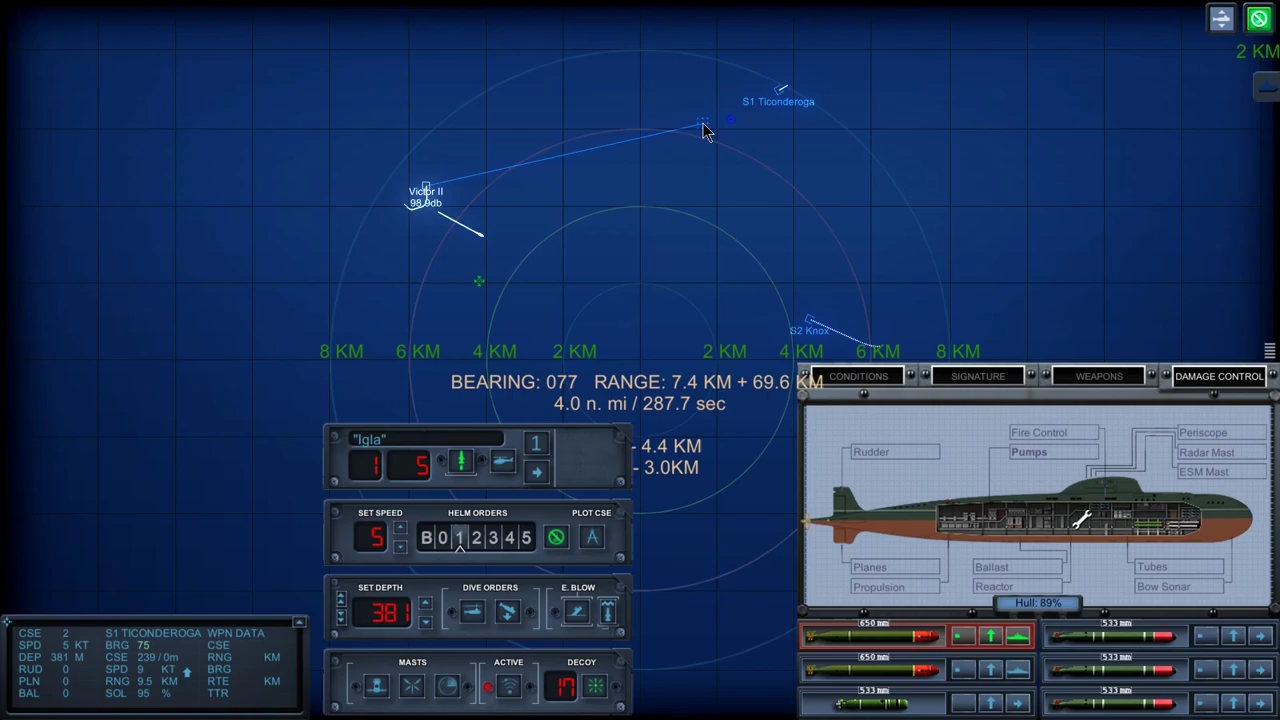 2 KM
S1 Ticonderoga
Victor II
98.9db
S2 Knox
8 KM 6 KM 4 KM 2 KM 2 KM 4 KM 6 KM 8 KM
BEARING: 077 RANGE: 7.4 KM + 69.6 KM
4.0 n. mi / 287.7 sec
- 4.4 KM
- 3.0KM
"Igla"
1 5
1
SET SPEED HELM ORDERS PLOT CSE
5 B 0 1 2 3 4 5 A
SET DEPTH DIVE ORDERS E. BLOW
381
MASTS ACTIVE DECOY
17
CONDITIONS SIGNATURE WEAPONS DAMAGE CONTROL
Fire Control Periscope
Rudder Pumps Radar Mast
ESM Mast
Planes Ballast Tubes
Propulsion Reactor Bow Sonar
Hull: 89%
650 mm 533 mm
650 mm 533 mm
533 mm 533 mm
CSE 2 S1 TICONDEROGA WPN DATA
SPD 5 KT BRG 75 CSE
DEP 381 M CSE 239 / 0m RNG KM
RUD 0 SPD 9 KT BRG
PLN 0 RNG 9.5 KM RTE KM
BAL 0 SOL 95 % TTR